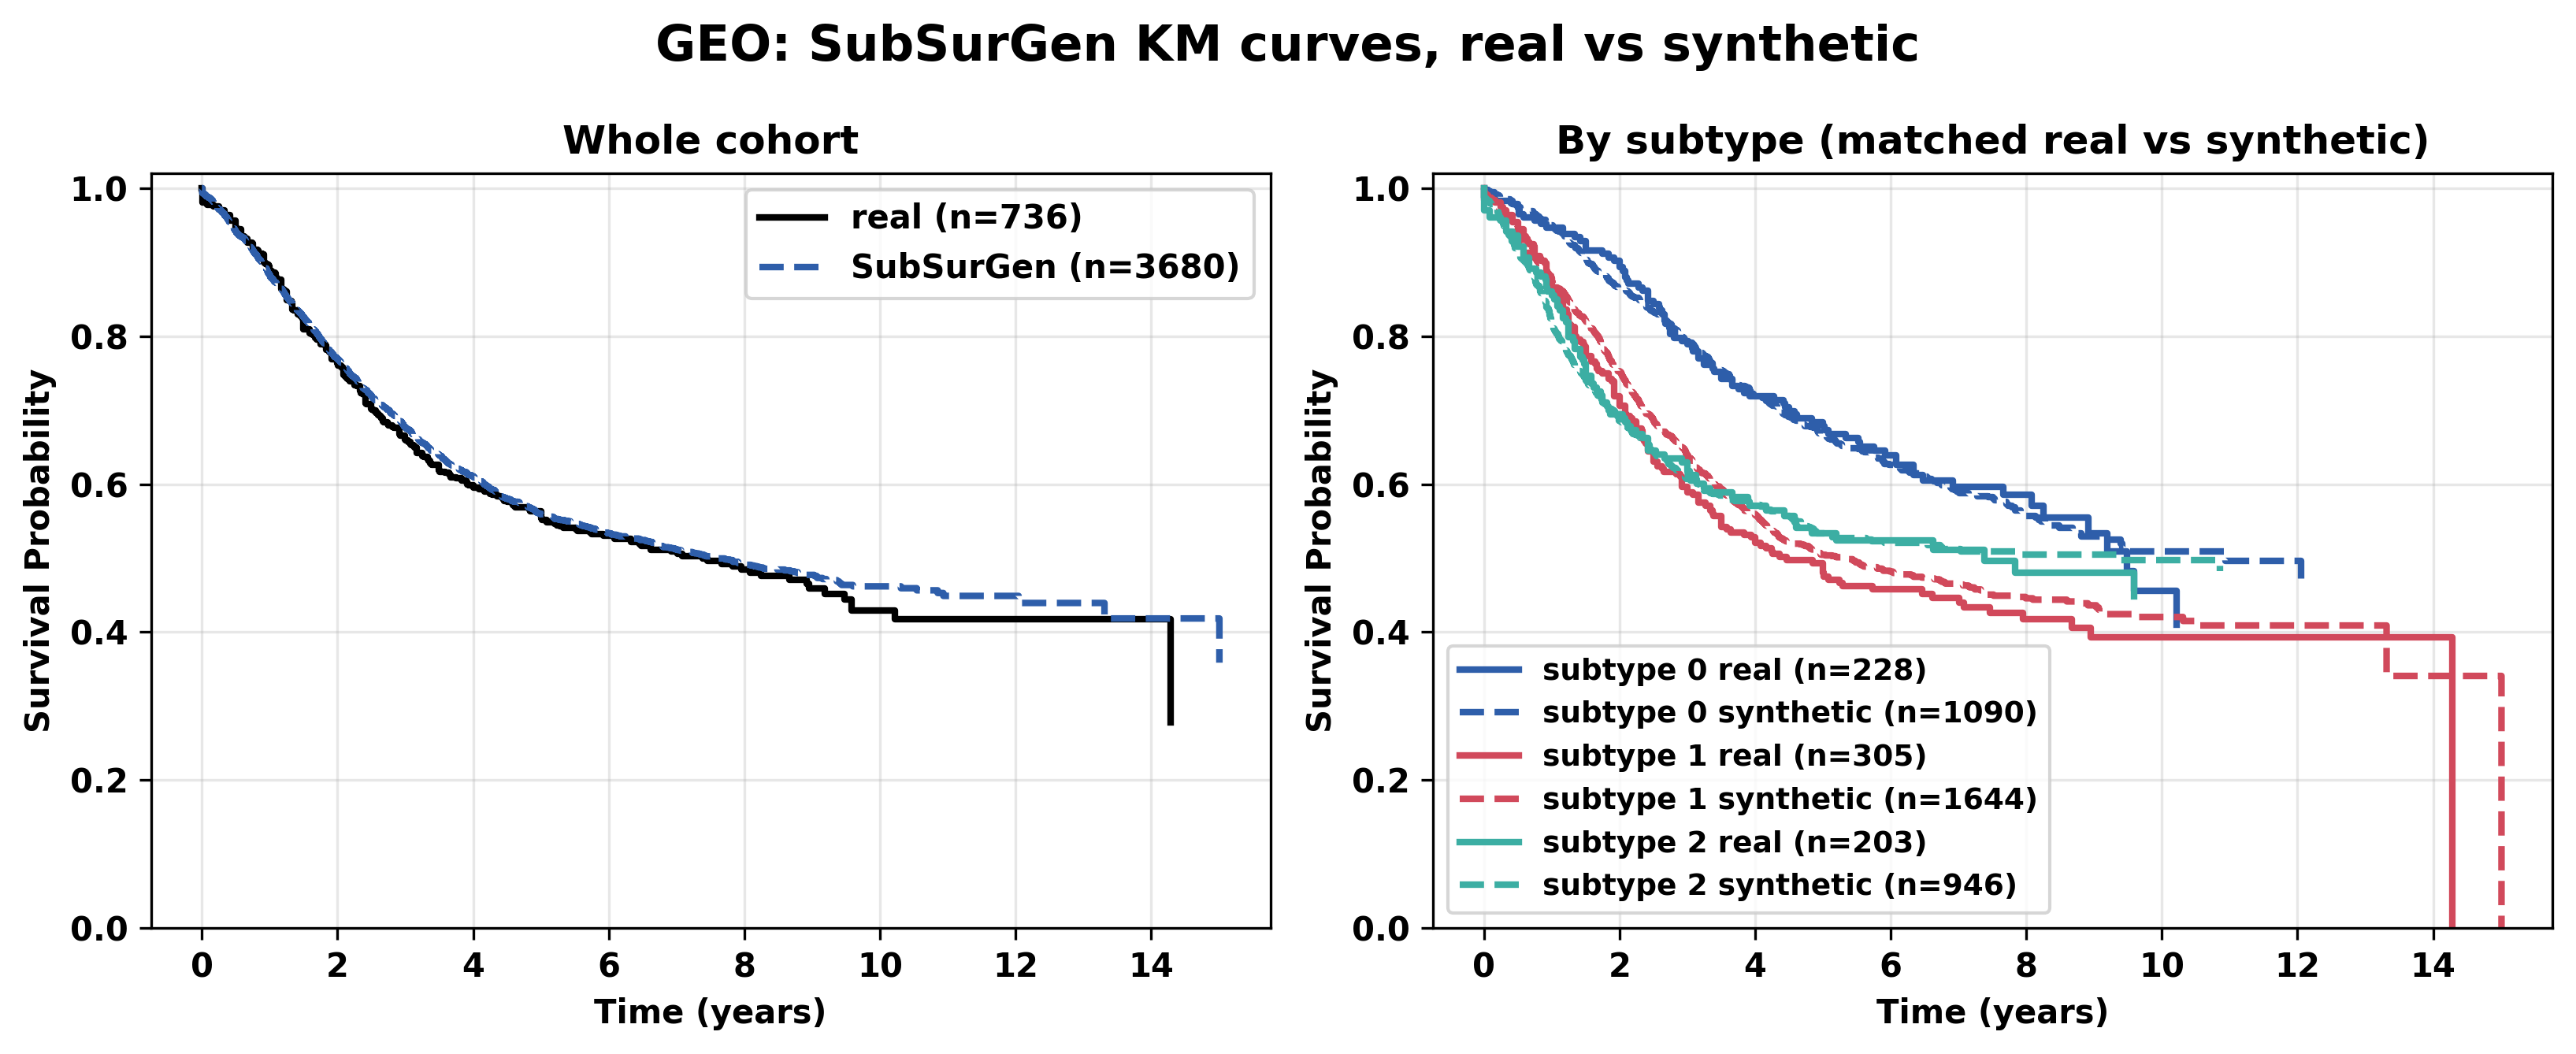 GEO: SubSurGen KM curves, real vs synthetic
Whole cohort
Survival Probability
1.0
0.8
0.6
0.4
0.2
0.0
real (n=736)
SubSurGen (n=3680)
0 2 4 6 8 10 12 14
Time (years)
By subtype (matched real vs synthetic)
Survival Probability
1.0
0.8
0.6
0.4
0.2
0.0
subtype 0 real (n=228)
subtype 0 synthetic (n=1090)
subtype 1 real (n=305)
subtype 1 synthetic (n=1644)
subtype 2 real (n=203)
subtype 2 synthetic (n=946)
0 2 4 6 8 10 12 14
Time (years)